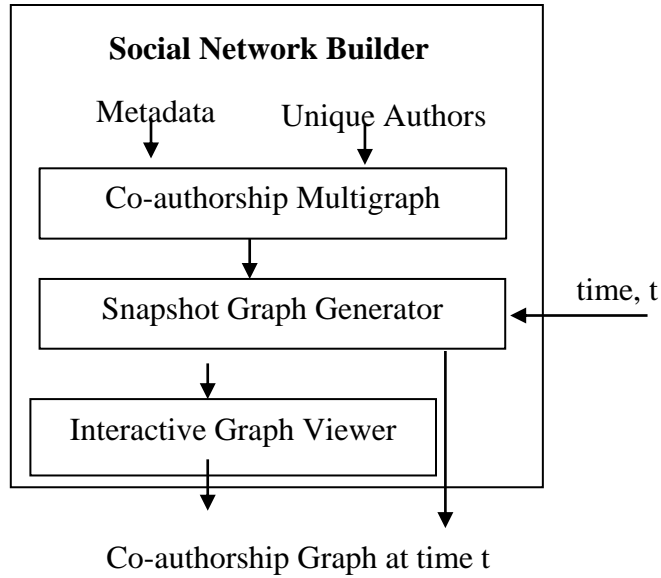 Social Network Builder
Metadata
Unique Authors
Co-authorship Multigraph
Snapshot Graph Generator
time, t
Interactive Graph Viewer
Co-authorship Graph at time t